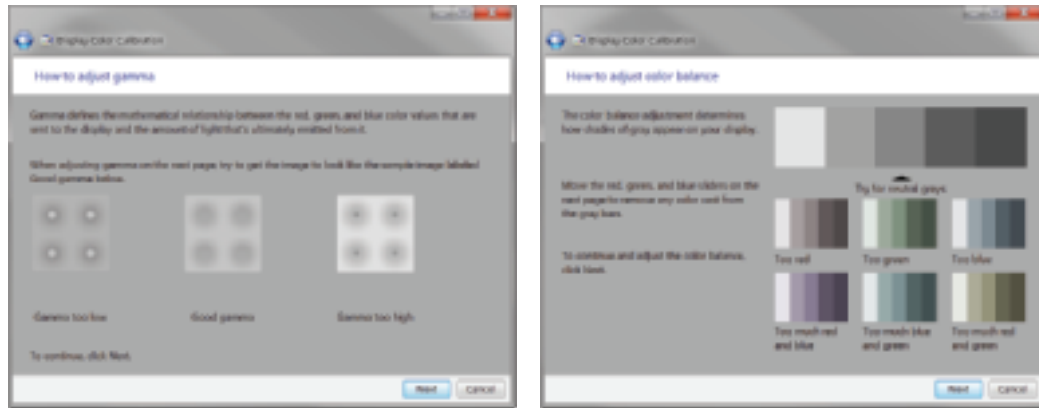 Display Color Calibration
How to adjust gamma
Gamma defines the mathematical relationship between the red, green, and blue color values that are
sent to the display and the amount of light that's ultimately emitted from it.
When adjusting gamma on the next page, try to get the image to look like the sample image labeled
Good gamma below.
Gamma too low
Good gamma
Gamma too high
To continue, click Next.
Next
Cancel
Display Color Calibration
How to adjust color balance
The color balance adjustment determines
how shades of gray appear on your display.
Move the red, green, and blue sliders on the
next page to remove any color cast from
the gray bars.
To continue and adjust the color balance,
click Next.
Try for neutral grays
Too red
Too green
Too blue
Too much red
and blue
Too much blue
and green
Too much red
and green
Next
Cancel